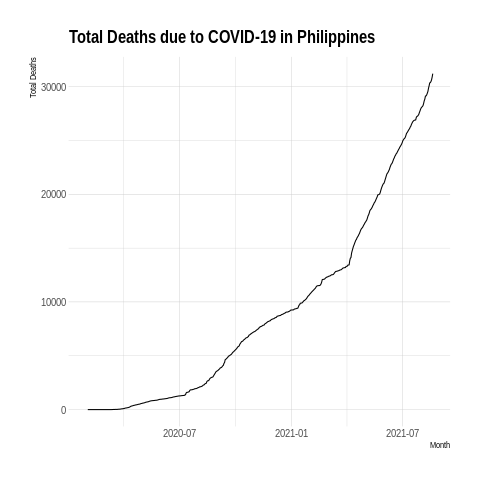 Total Deaths due to COVID-19 in Philippines
Total Deaths
30000
20000
10000
0
2020-07 2021-01 2021-07
Month